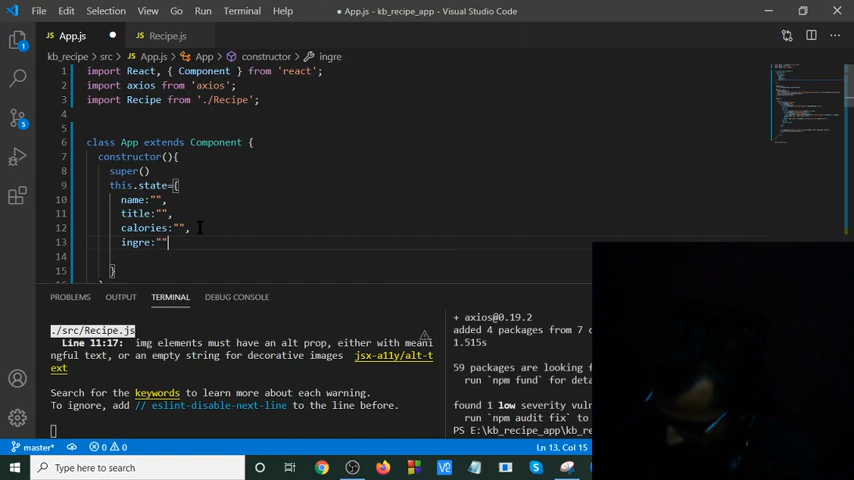 File Edit Selection View Go Run Terminal Help
● App.js - kb_recipe_app - Visual Studio Code
App.js ● Recipe.js
kb_recipe > src > App.js > App > constructor > ingre
1 import React, { Component } from 'react';
2 import axios from 'axios';
3 import Recipe from './Recipe';
4
5
6 class App extends Component {
7 constructor(){
8 super()
9 this.state={
10 name:"",
11 title:"",
12 calories:"",
13 ingre:""
14
15 }
PROBLEMS OUTPUT TERMINAL DEBUG CONSOLE
./src/Recipe.js
Line 11:17: img elements must have an alt prop, either with meani
ngful text, or an empty string for decorative images jsx-a11y/alt-t
ext
Search for the keywords to learn more about each warning.
To ignore, add // eslint-disable-next-line to the line before.
+ axios@0.19.2
added 4 packages from 7
1.515s
59 packages are looking
run `npm fund` for deta
found 1 low severity vuln
run `npm audit fix` to
PS E:\kb_recipe_app\kb_re
1
5
master* 0 0
Ln 13, Col 15
Type here to search